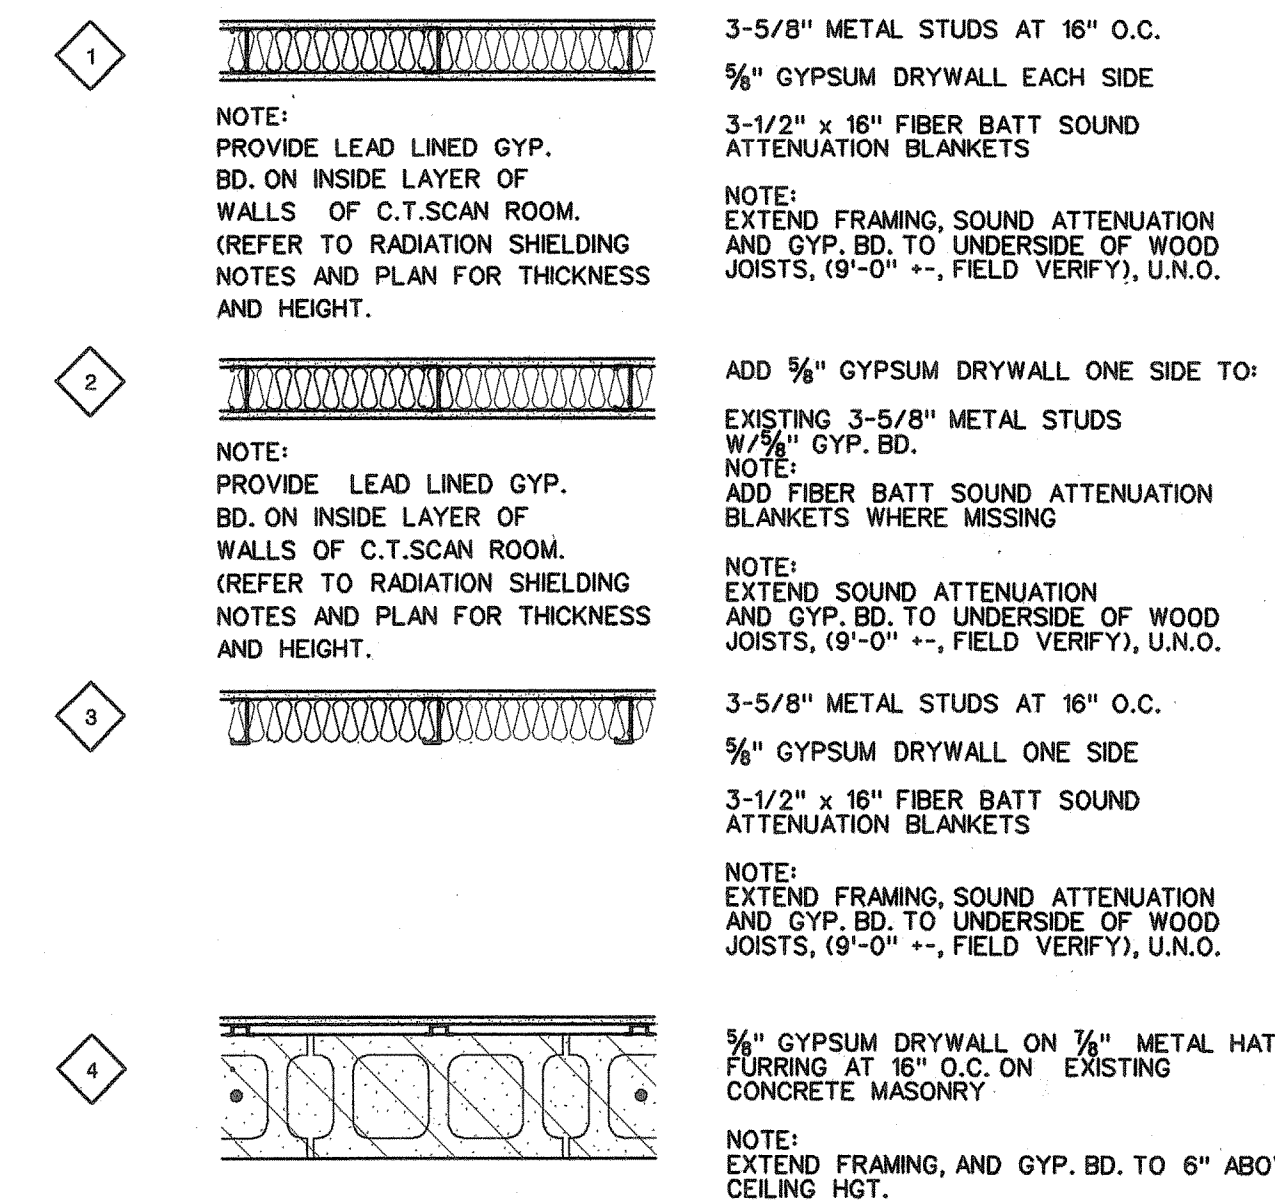 1
3-5/8" METAL STUDS AT 16" O.C.
5/8" GYPSUM DRYWALL EACH SIDE
3-1/2" x 16" FIBER BATT SOUND
ATTENUATION BLANKETS
NOTE:
EXTEND FRAMING, SOUND ATTENUATION
AND GYP. BD. TO UNDERSIDE OF WOOD
JOISTS, (9'-0" +-, FIELD VERIFY), U.N.O.
NOTE:
PROVIDE LEAD LINED GYP.
BD. ON INSIDE LAYER OF
WALLS OF C.T.SCAN ROOM.
(REFER TO RADIATION SHIELDING
NOTES AND PLAN FOR THICKNESS
AND HEIGHT.
2
ADD 5/8" GYPSUM DRYWALL ONE SIDE TO:
EXISTING 3-5/8" METAL STUDS
W/5/8" GYP. BD.
NOTE:
ADD FIBER BATT SOUND ATTENUATION
BLANKETS WHERE MISSING
NOTE:
EXTEND SOUND ATTENUATION
AND GYP. BD. TO UNDERSIDE OF WOOD
JOISTS, (9'-0" +-, FIELD VERIFY), U.N.O.
NOTE:
PROVIDE LEAD LINED GYP.
BD. ON INSIDE LAYER OF
WALLS OF C.T.SCAN ROOM.
(REFER TO RADIATION SHIELDING
NOTES AND PLAN FOR THICKNESS
AND HEIGHT.
3
3-5/8" METAL STUDS AT 16" O.C.
5/8" GYPSUM DRYWALL ONE SIDE
3-1/2" x 16" FIBER BATT SOUND
ATTENUATION BLANKETS
NOTE:
EXTEND FRAMING, SOUND ATTENUATION
AND GYP. BD. TO UNDERSIDE OF WOOD
JOISTS, (9'-0" +-, FIELD VERIFY), U.N.O.
4
5/8" GYPSUM DRYWALL ON 7/8" METAL HAT
FURRING AT 16" O.C. ON EXISTING
CONCRETE MASONRY
NOTE:
EXTEND FRAMING, AND GYP. BD. TO 6"
CEILING HGT.